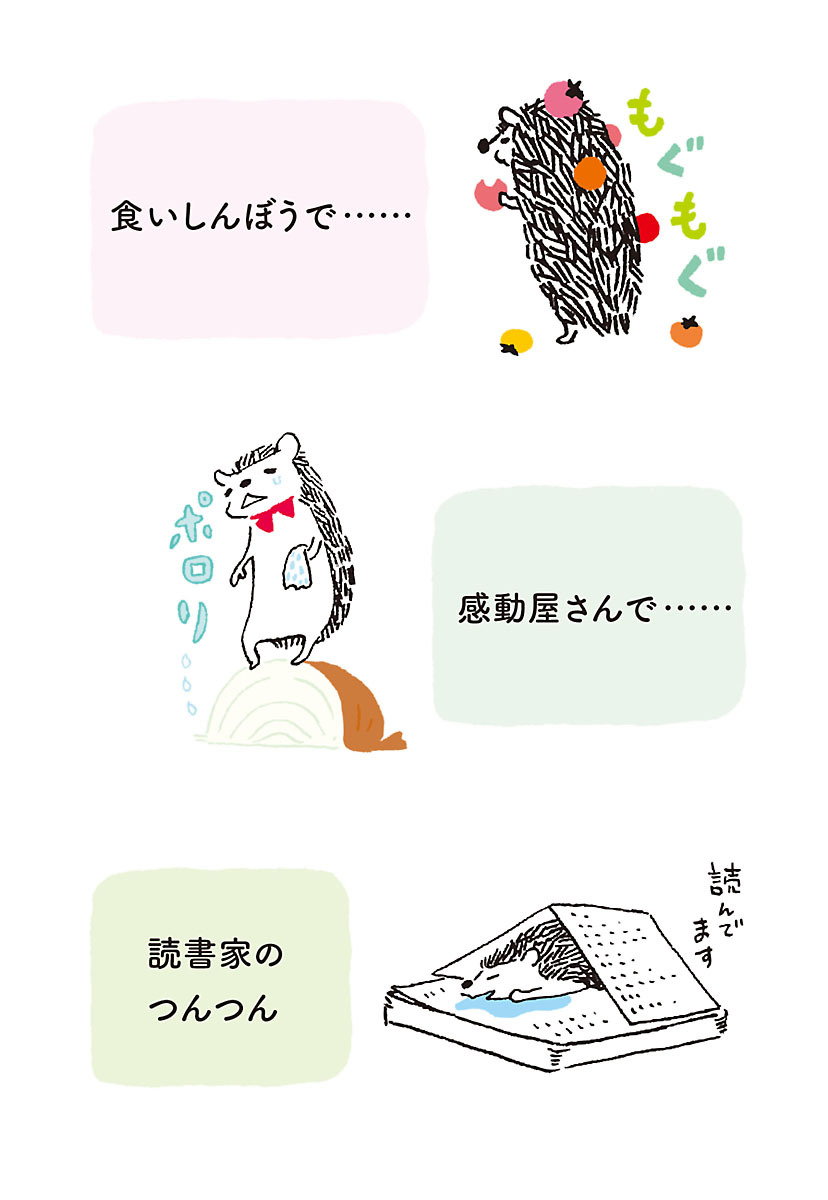 食いしんぼうで……
もぐもぐ
ポロリ…
感動屋さんで……
読書家の
つんつん
読んで
ます